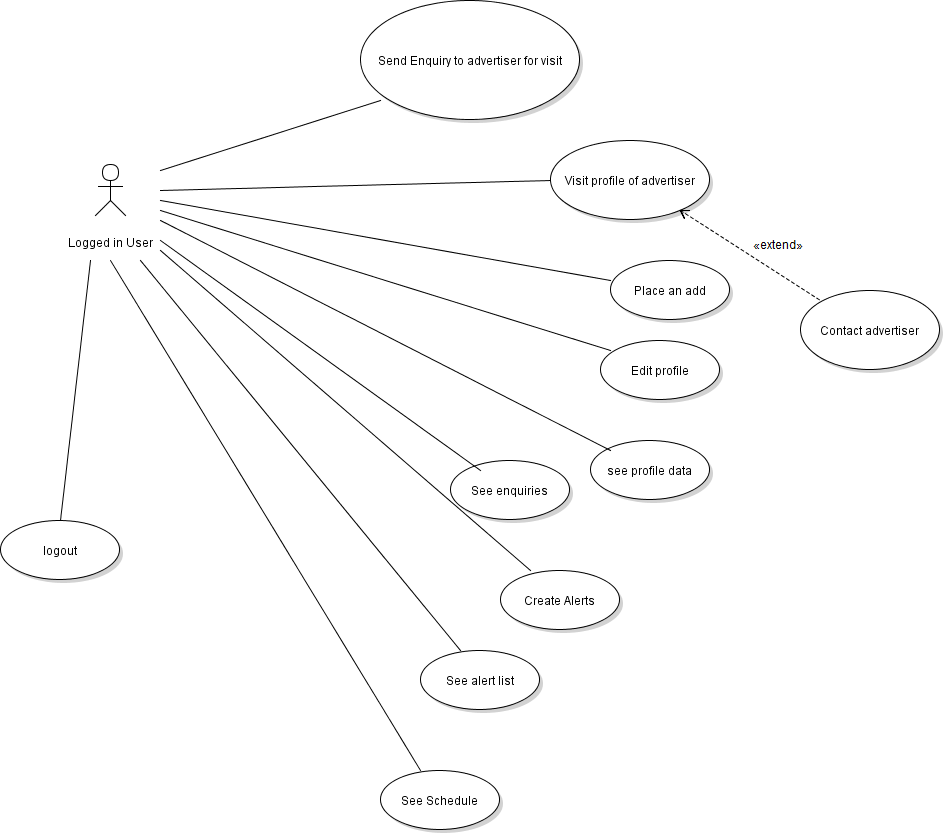 Send Enquiry to advertiser for visit
Visit profile of advertiser
Logged in User
«extend»
Place an add
Contact advertiser
Edit profile
see profile data
See enquiries
logout
Create Alerts
See alert list
See Schedule